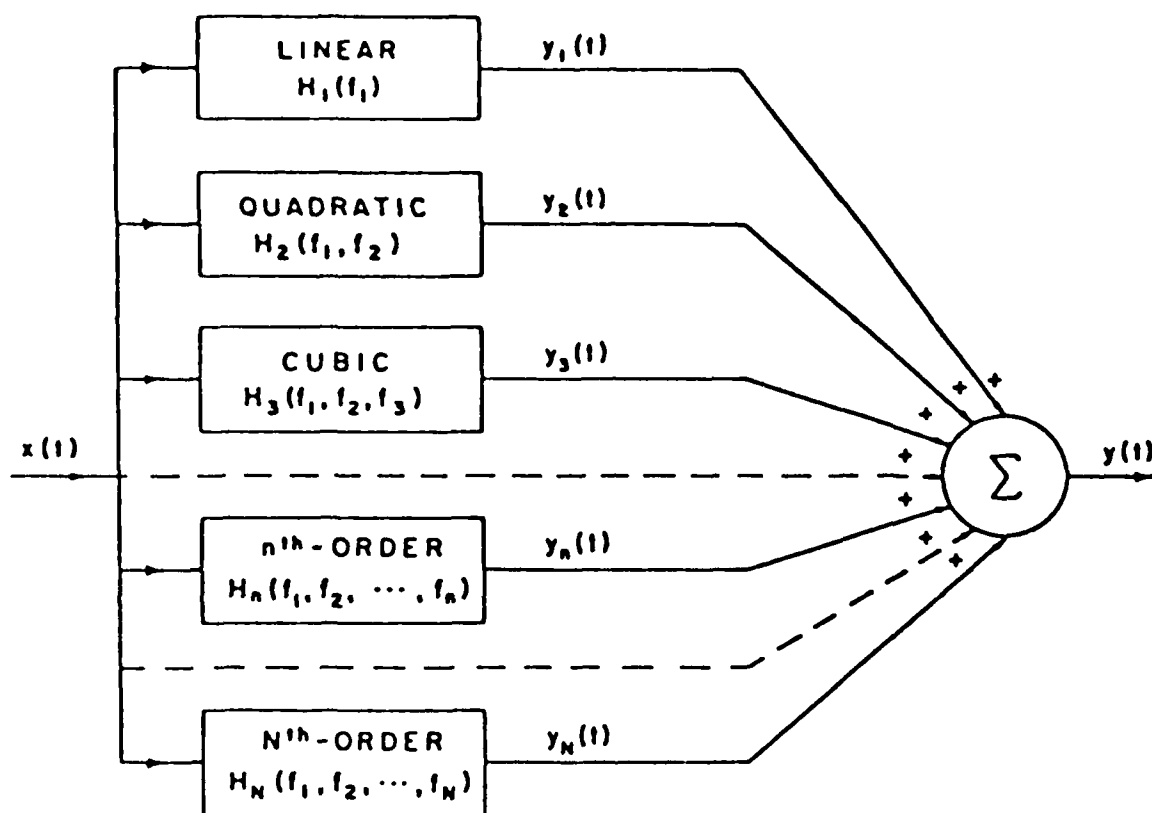 LINEAR
H₁(f₁)
y₁(t)
QUADRATIC
H₂(f₁, f₂)
y₂(t)
CUBIC
H₃(f₁, f₂, f₃)
y₃(t)
+ +
+
x(t)
+
Σ
y(t)
+
nth-ORDER
Hₙ(f₁, f₂, ⋯, fₙ)
yₙ(t)
+
+
Nth-ORDER
H_N(f₁, f₂, ⋯, f_N)
y_N(t)